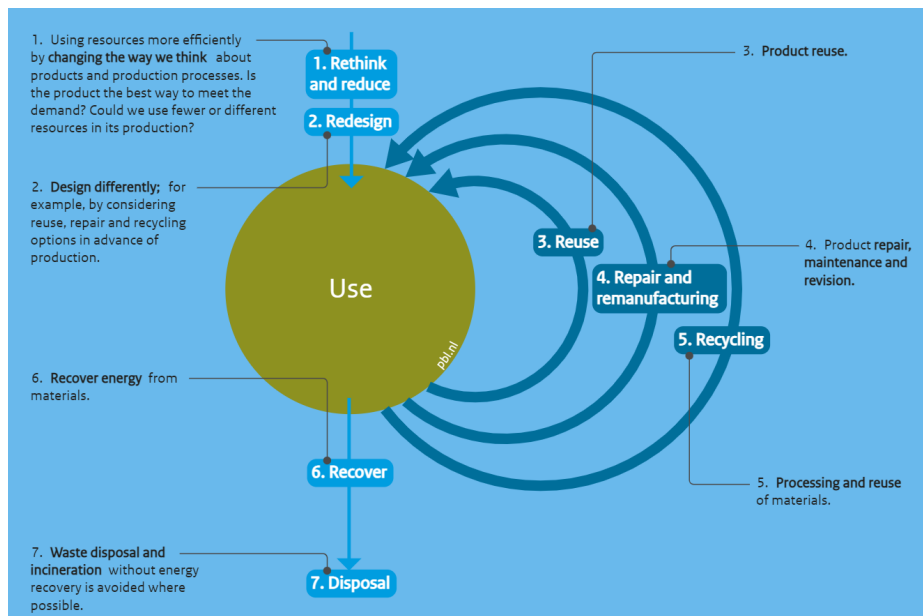 1. Using resources more efficiently
by changing the way we think about
products and production processes. Is
the product the best way to meet the
demand? Could we use fewer or different
resources in its production?
1. Rethink
and reduce
2. Redesign
3. Product reuse.
2. Design differently; for
example, by considering
reuse, repair and recycling
options in advance of
production.
3. Reuse
4. Product repair,
maintenance and
revision.
4. Repair and
remanufacturing
Use
5. Recycling
pbl.nl
6. Recover energy from
materials.
6. Recover
5. Processing and reuse
of materials.
7. Waste disposal and
incineration without energy
recovery is avoided where
possible.
7. Disposal